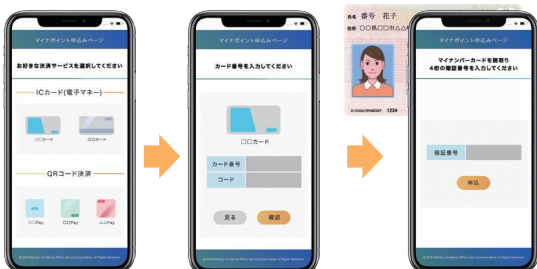 マイナポイント申込みページ
お好きな決済サービスを選択してください
ICカード(電子マネー)
□□カード
○○カード
QRコード決済
□□Pay
○○Pay
△△Pay
マイナポイント申込みページ
カード番号を入力してください
□□カード
カード番号
コード
戻る
確認
氏名 番号 花子
住所 ○○県□□市△△
1234
マイナポイント申込みページ
マイナンバーカードを読取り
4桁の暗証番号を入力してください
暗証番号
申込